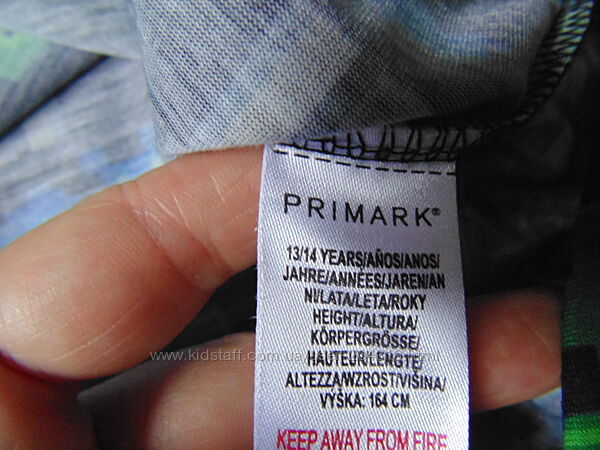 PRIMARK®
13/14 YEARS/AÑOS/ANOS/
JAHRE/ANNÉES/JAREN/AN
NI/LATA/LETA/ROKY
HEIGHT/ALTURA/
KÖRPERGRÖSSE/
www.kidstaff.com.ua
HAUTEUR/LENGTE/
ALTEZZA/WZROST/VIŠINA/
VYŠKA: 164 CM
KEEP AWAY FROM FIRE